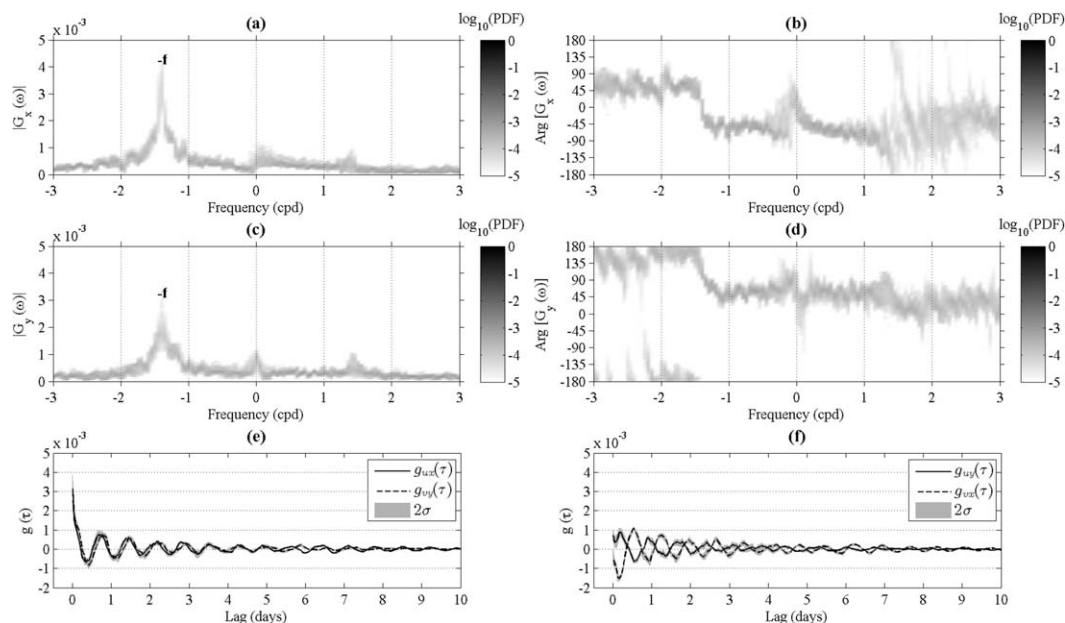 (a)
log10(PDF)
x 10^-3
|Gx (ω)|
5
4
3
2
1
0
-f
-3 -2 -1 0 1 2 3
Frequency (cpd)
0
-1
-2
-3
-4
-5
(b)
log10(PDF)
Arg [Gx (ω)]
180
135
90
45
0
-45
-90
-135
-180
-3 -2 -1 0 1 2 3
Frequency (cpd)
0
-1
-2
-3
-4
-5
(c)
log10(PDF)
x 10^-3
|Gy (ω)|
5
4
3
2
1
0
-f
-3 -2 -1 0 1 2 3
Frequency (cpd)
0
-1
-2
-3
-4
-5
(d)
log10(PDF)
Arg [Gy (ω)]
180
135
90
45
0
-45
-90
-135
-180
-3 -2 -1 0 1 2 3
Frequency (cpd)
0
-1
-2
-3
-4
-5
(e)
x 10^-3
g (τ)
5
4
3
2
1
0
-1
-2
gux(τ)
gvy(τ)
2σ
0 1 2 3 4 5 6 7 8 9 10
Lag (days)
(f)
x 10^-3
g (τ)
5
4
3
2
1
0
-1
-2
guy(τ)
gvx(τ)
2σ
0 1 2 3 4 5 6 7 8 9 10
Lag (days)